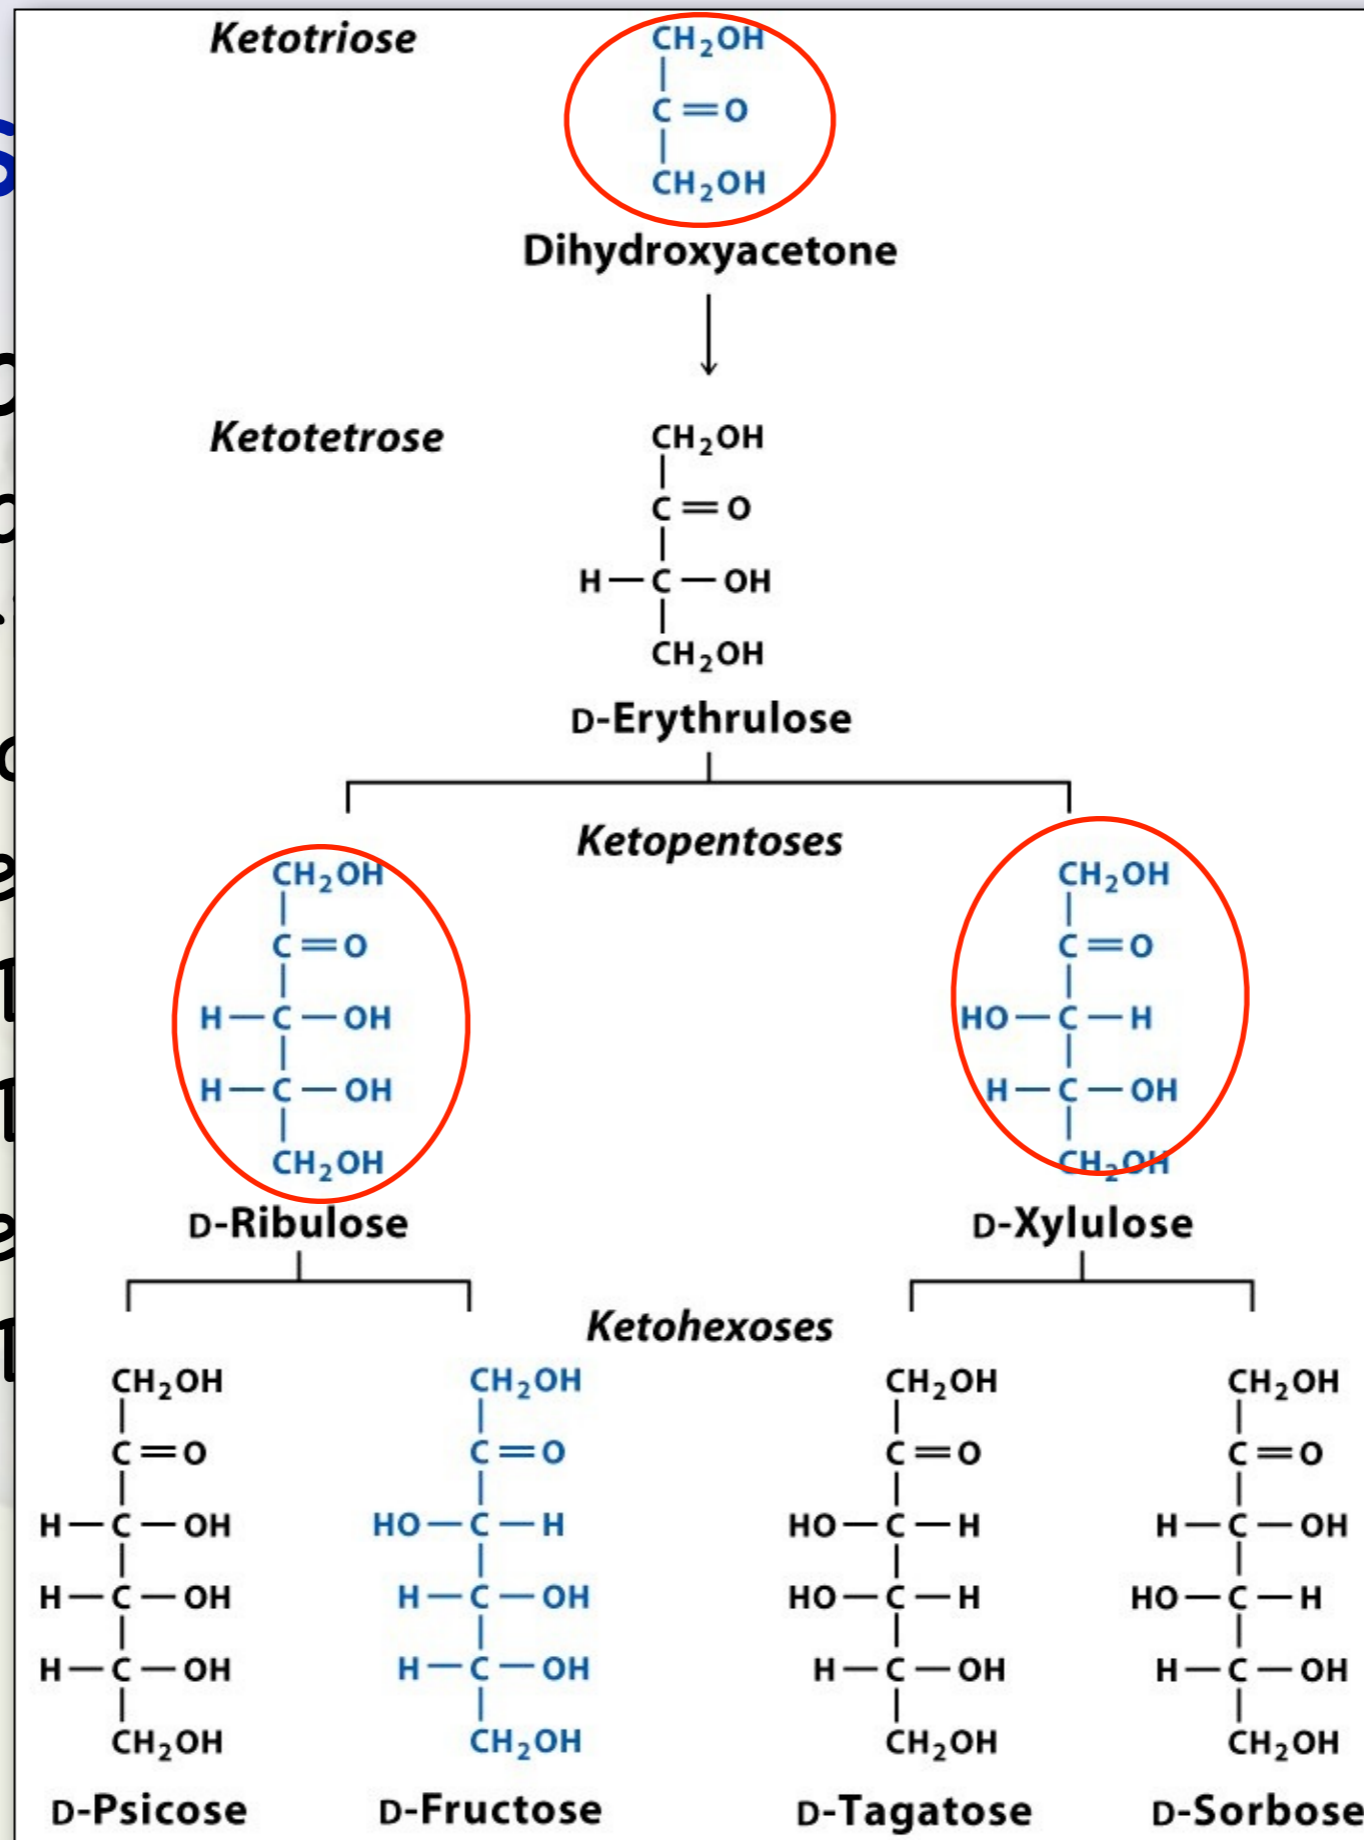 Ketotriose
CH2OH
C=O
CH2OH
Dihydroxyacetone
Ketotetrose
CH2OH
C=O
H—C—OH
CH2OH
D-Erythrulose
Ketopentoses
CH2OH CH2OH
C=O C=O
H—C—OH HO—C—H
H—C—OH H—C—OH
CH2OH CH2OH
D-Ribulose D-Xylulose
Ketohexoses
CH2OH CH2OH CH2OH CH2OH
C=O C=O C=O C=O
H—C—OH HO—C—H HO—C—H H—C—OH
H—C—OH H—C—OH HO—C—H HO—C—H
H—C—OH H—C—OH H—C—OH H—C—OH
CH2OH CH2OH CH2OH CH2OH
D-Psicose D-Fructose D-Tagatose D-Sorbose